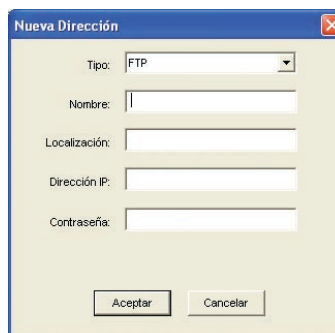 Nueva Dirección
Tipo: FTP
Nombre:
Localización:
Dirección IP:
Contraseña:
Aceptar Cancelar